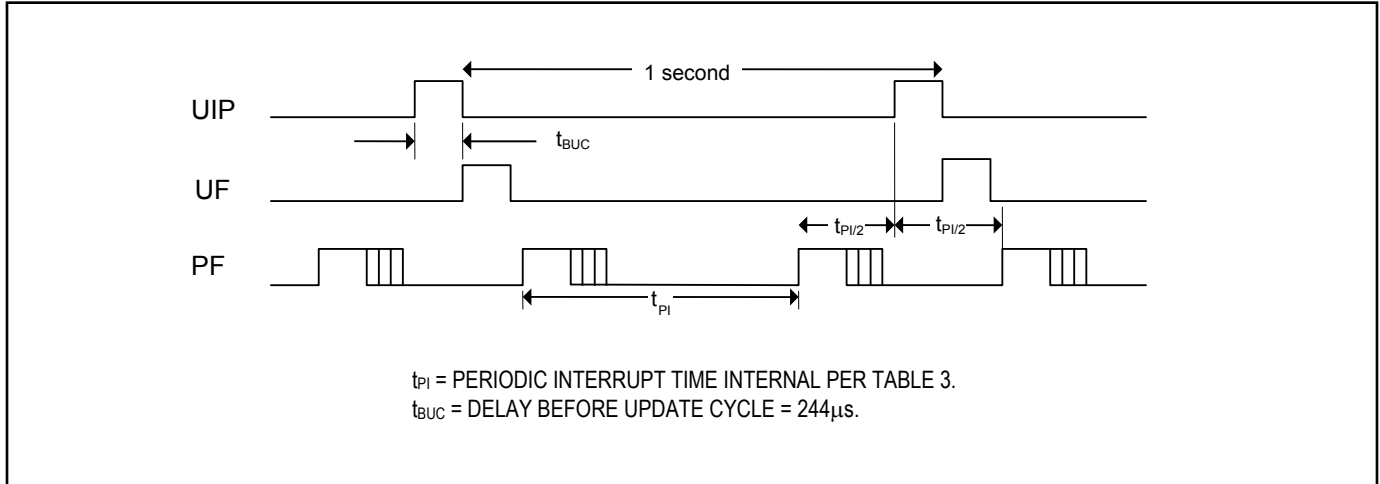 1 second
UIP
tBUC
UF
tPI/2 tPI/2
PF
tPI
tPI = PERIODIC INTERRUPT TIME INTERNAL PER TABLE 3.
tBUC = DELAY BEFORE UPDATE CYCLE = 244μs.